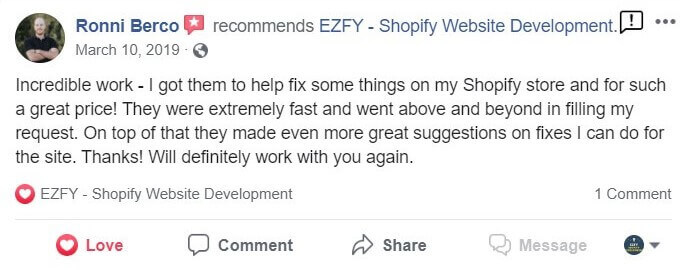 Ronni Berco recommends EZFY - Shopify Website Development.
March 10, 2019 ·
Incredible work - I got them to help fix some things on my Shopify store and for such
a great price! They were extremely fast and went above and beyond in filling my
request. On top of that they made even more great suggestions on fixes I can do for
the site. Thanks! Will definitely work with you again.
EZFY - Shopify Website Development 1 Comment
Love Comment Share Message